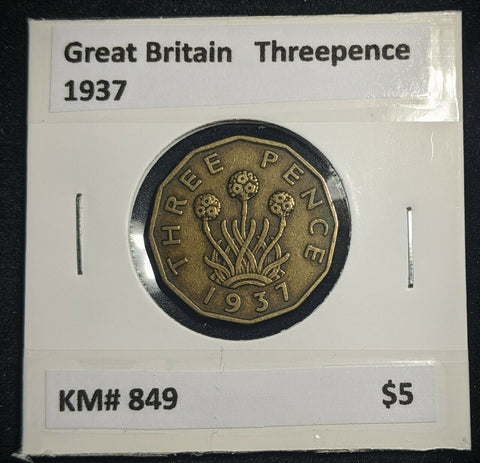 Great Britain Threepence
1937
THREE PENCE
1937
KM# 849 $5